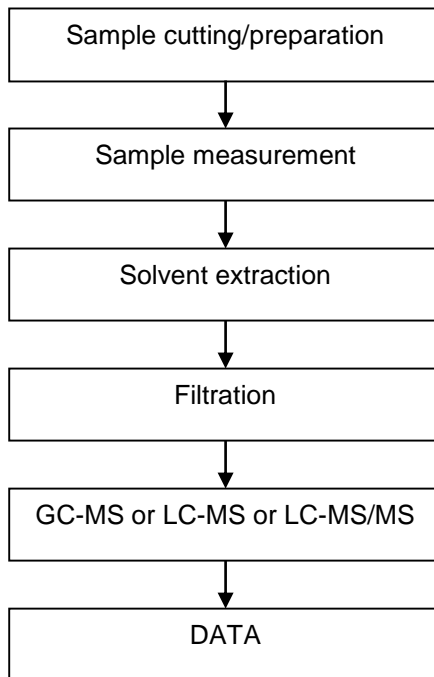 Sample cutting/preparation
Sample measurement
Solvent extraction
Filtration
GC-MS or LC-MS or LC-MS/MS
DATA